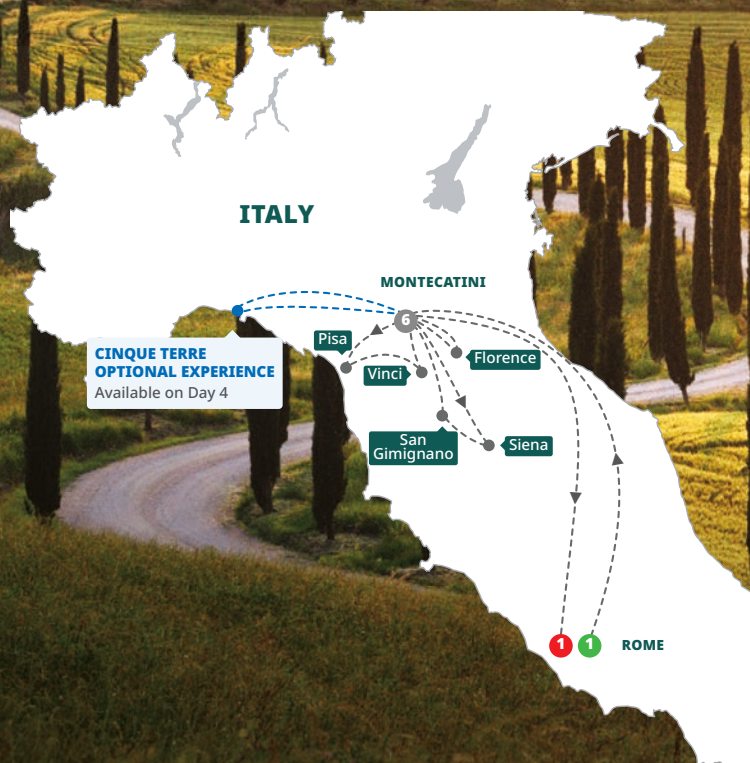 ITALY
MONTECATINI
6
Pisa
Florence
Vinci
CINQUE TERRE
OPTIONAL EXPERIENCE
Available on Day 4
San
Gimignano
Siena
1
1
ROME